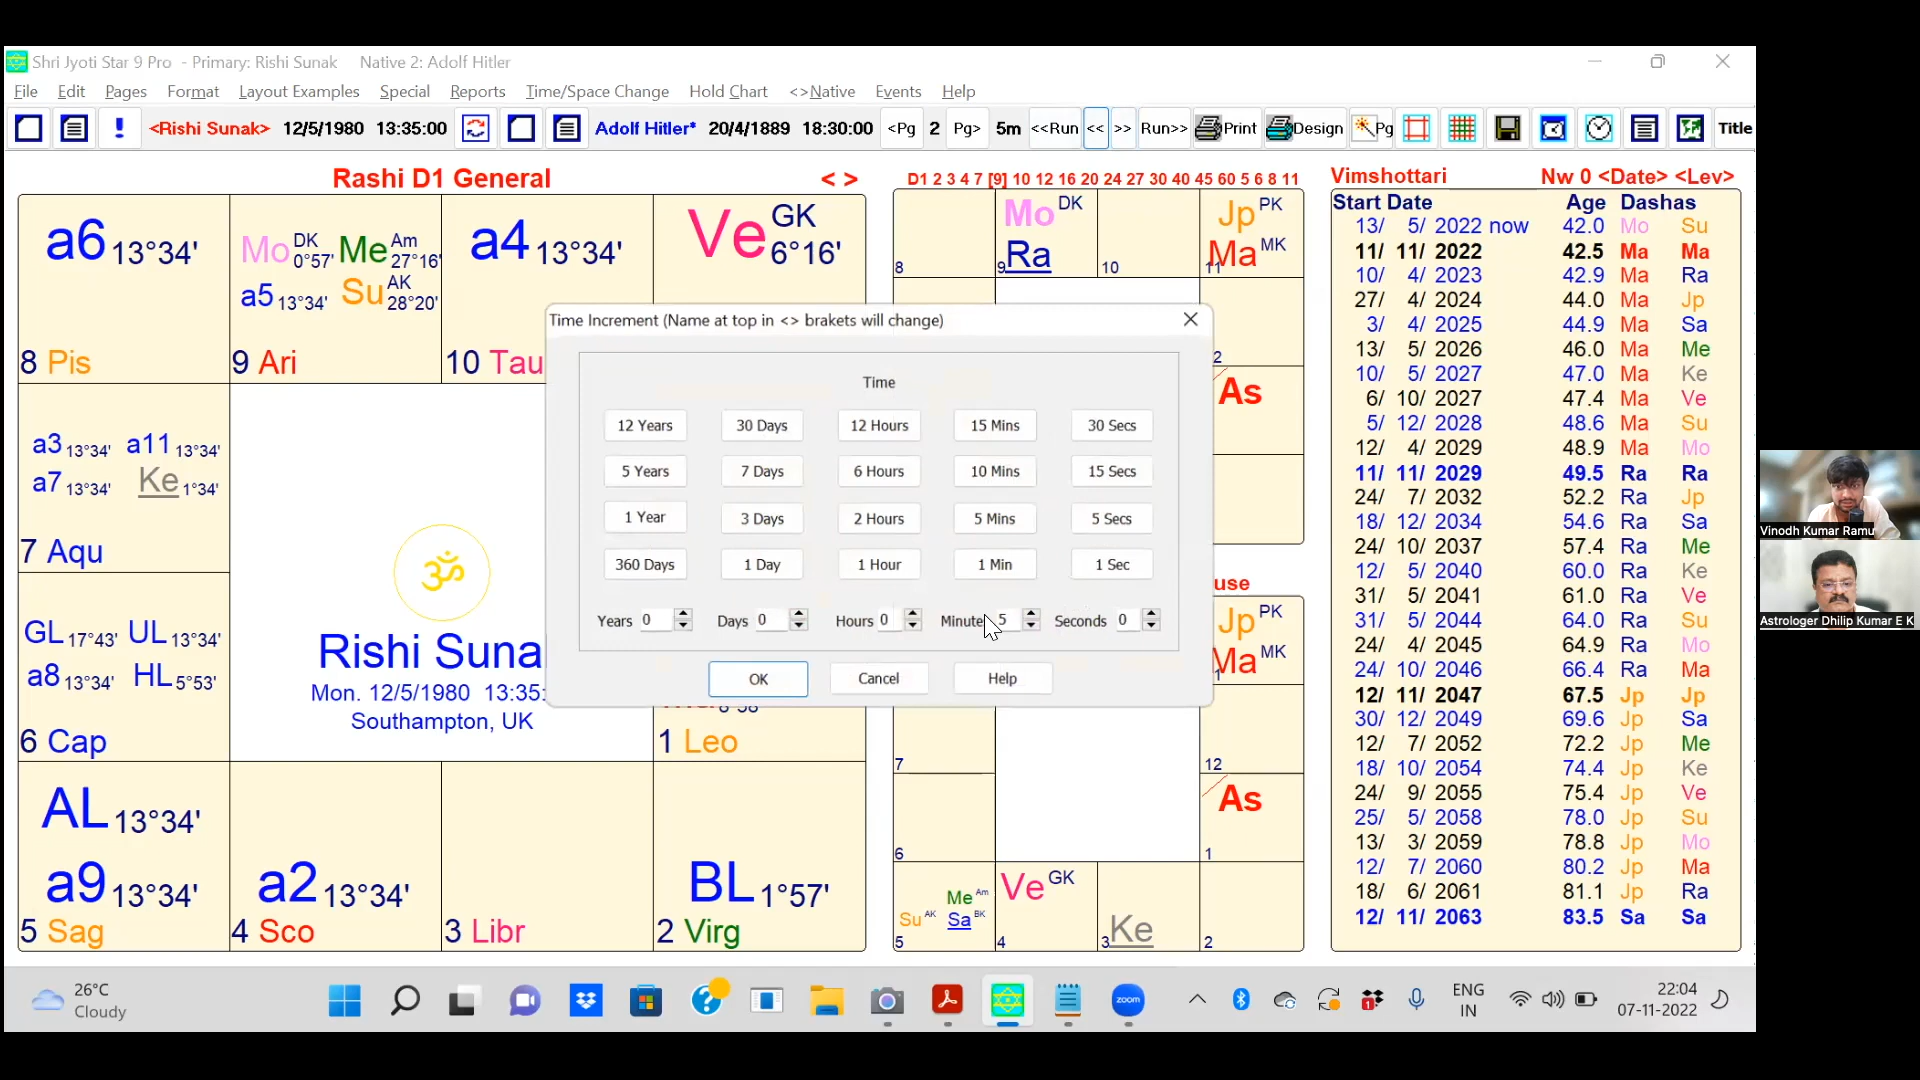 Shri Jyoti Star 9 Pro - Primary: Rishi Sunak Native 2: Adolf Hitler
File Edit Pages Format Layout Examples Special Reports Time/Space Change Hold Chart <>Native Events Help
! <Rishi Sunak> 12/5/1980 13:35:00 Adolf Hitler* 20/4/1889 18:30:00 <Pg 2 Pg> 5m <<Run << >> Run>> Print Design Pg Title
Rashi D1 General < >
a6 13°34'
Mo DK 0°57' Me Am 27°16'
a5 13°34' Su AK 28°20'
a4 13°34'
Ve GK 6°16'
8 Pis
9 Ari
10 Tau
a3 13°34' a11 13°34'
a7 13°34' Ke 1°34'
7 Aqu
GL 17°43' UL 13°34'
a8 13°34' HL 5°53'
6 Cap
ॐ
Rishi Suna
Mon. 12/5/1980 13:35:
Southampton, UK
1 Leo
AL 13°34'
a9 13°34'
5 Sag
a2 13°34'
4 Sco
3 Libr
BL 1°57'
2 Virg
D1 2 3 4 7 [9] 10 12 16 20 24 27 30 40 45 60 5 6 8 11
Mo DK
Ra
Jp PK
Ma MK
8
9
10
11
2
As
use
Jp PK
Ma MK
1
7
12
As
6
1
Me Am
Su AK Sa BK
5
Ve GK
4
3 Ke
2
Time Increment (Name at top in <> brakets will change)
Time
12 Years 30 Days 12 Hours 15 Mins 30 Secs
5 Years 7 Days 6 Hours 10 Mins 15 Secs
1 Year 3 Days 2 Hours 5 Mins 5 Secs
360 Days 1 Day 1 Hour 1 Min 1 Sec
Years 0 Days 0 Hours 0 Minute 5 Seconds 0
OK Cancel Help
Vimshottari Nw 0 <Date> <Lev>
Start Date Age Dashas
13/ 5/ 2022 now 42.0 Mo Su
11/ 11/ 2022 42.5 Ma Ma
10/ 4/ 2023 42.9 Ma Ra
27/ 4/ 2024 44.0 Ma Jp
3/ 4/ 2025 44.9 Ma Sa
13/ 5/ 2026 46.0 Ma Me
10/ 5/ 2027 47.0 Ma Ke
6/ 10/ 2027 47.4 Ma Ve
5/ 12/ 2028 48.6 Ma Su
12/ 4/ 2029 48.9 Ma Mo
11/ 11/ 2029 49.5 Ra Ra
24/ 7/ 2032 52.2 Ra Jp
18/ 12/ 2034 54.6 Ra Sa
24/ 10/ 2037 57.4 Ra Me
12/ 5/ 2040 60.0 Ra Ke
31/ 5/ 2041 61.0 Ra Ve
31/ 5/ 2044 64.0 Ra Su
24/ 4/ 2045 64.9 Ra Mo
24/ 10/ 2046 66.4 Ra Ma
12/ 11/ 2047 67.5 Jp Jp
30/ 12/ 2049 69.6 Jp Sa
12/ 7/ 2052 72.2 Jp Me
18/ 10/ 2054 74.4 Jp Ke
24/ 9/ 2055 75.4 Jp Ve
25/ 5/ 2058 78.0 Jp Su
13/ 3/ 2059 78.8 Jp Mo
12/ 7/ 2060 80.2 Jp Ma
18/ 6/ 2061 81.1 Jp Ra
12/ 11/ 2063 83.5 Sa Sa
Vinodh Kumar Ramu
Astrologer Dhilip Kumar E K
26°C
Cloudy
zoom
1
ENG
IN
22:04
07-11-2022